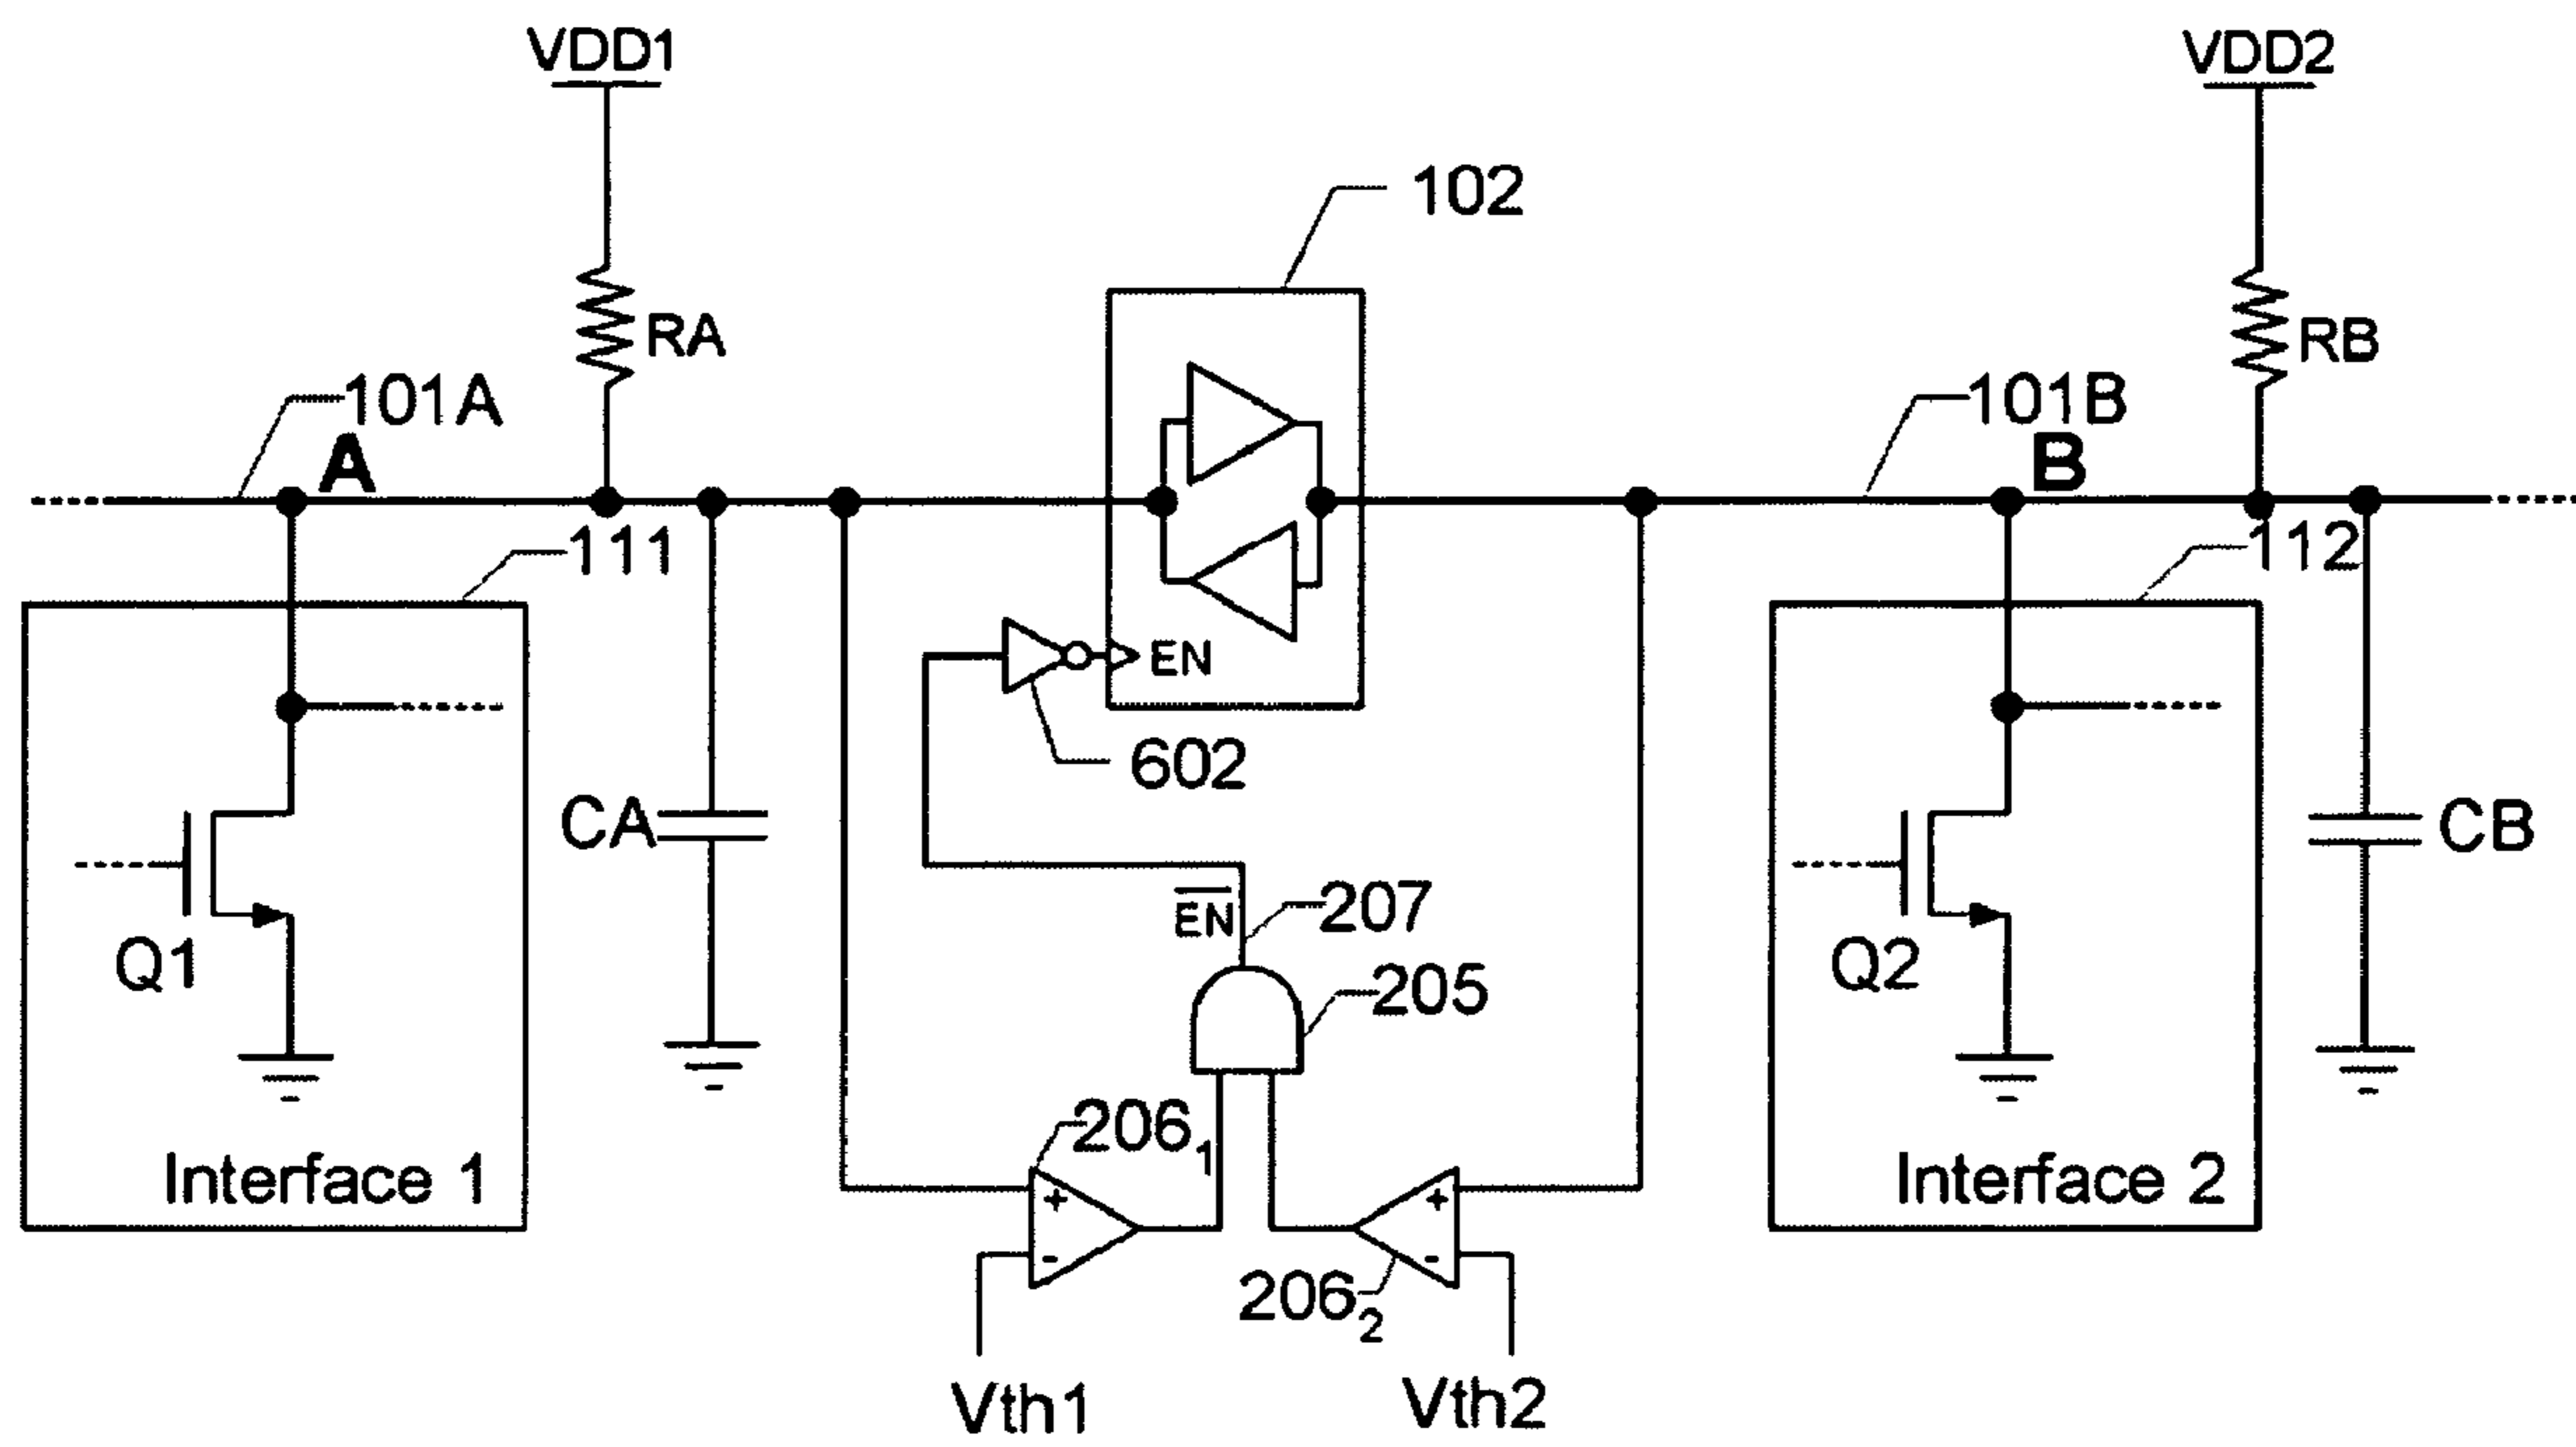 VDD1
VDD2
102
RA
RB
101A
101B
A
B
111
112
EN
602
CA
CB
E̅N̅
207
Q1
Q2
205
206₁
Interface 1
Interface 2
+
+
-
-
206₂
Vth1
Vth2